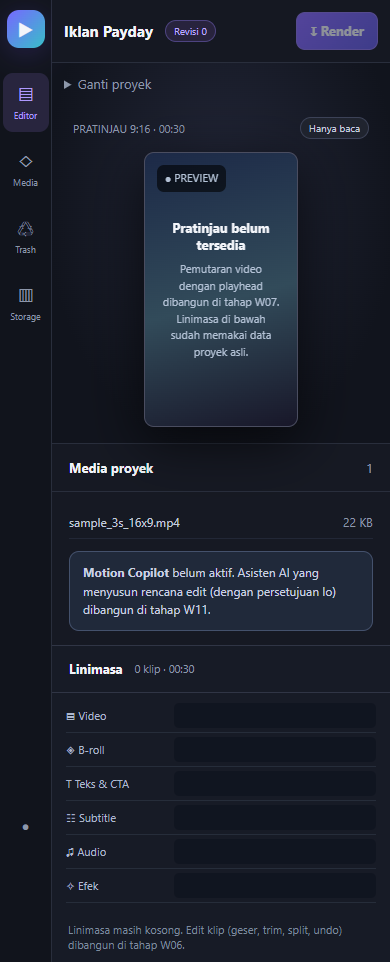 Iklan Payday
Revisi 0
Render
Editor
Media
Trash
Storage
Ganti proyek
PRATINJAU 9:16 · 00:30
Hanya baca
PREVIEW
Pratinjau belum
tersedia
Pemutaran video
dengan playhead
dibangun di tahap W07.
Linimasa di bawah
sudah memakai data
proyek asli.
Media proyek
1
sample_3s_16x9.mp4
22 KB
Motion Copilot belum aktif. Asisten AI yang
menyusun rencana edit (dengan persetujuan lo)
dibangun di tahap W11.
Linimasa
0 klip · 00:30
Video
B-roll
T Teks & CTA
Subtitle
Audio
Efek
Linimasa masih kosong. Edit klip (geser, trim, split, undo)
dibangun di tahap W06.